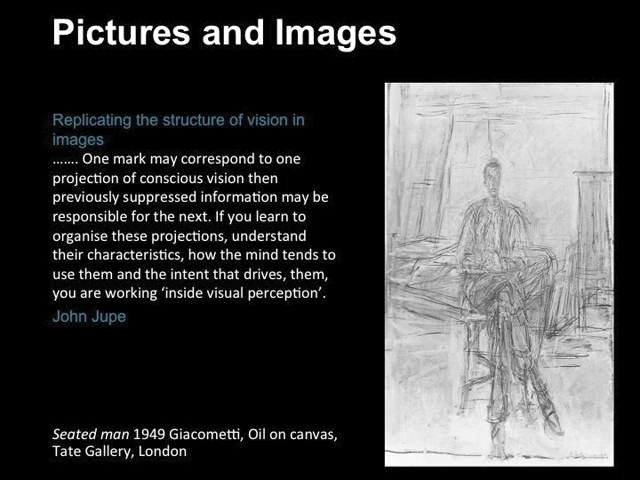 Pictures and Images
Replicating the structure of vision in
images
....... One mark may correspond to one
projection of conscious vision then
previously suppressed information may be
responsible for the next. If you learn to
organise these projections, understand
their characteristics, how the mind tends to
use them and the intent that drives, them,
you are working ‘inside visual perception’.
John Jupe
Seated man 1949 Giacometti, Oil on canvas,
Tate Gallery, London